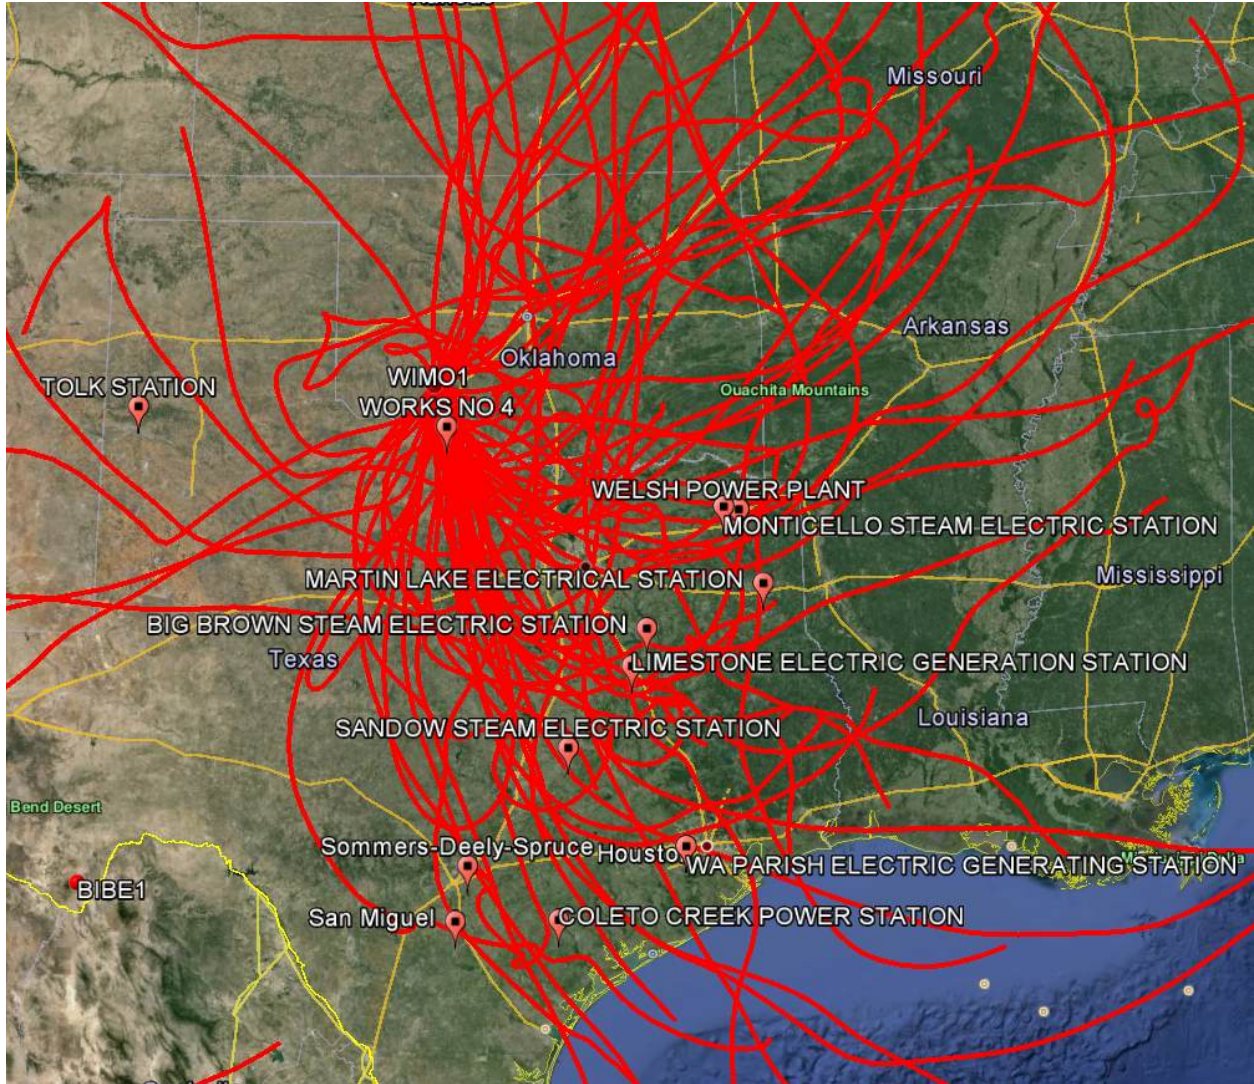 Missouri
Arkansas
Oklahoma
WIMO1
TOLK STATION
Ouachita Mountains
WORKS NO 4
WELSH POWER PLANT
MONTICELLO STEAM ELECTRIC STATION
MARTIN LAKE ELECTRICAL STATION
Mississippi
BIG BROWN STEAM ELECTRIC STATION
Texas
LIMESTONE ELECTRIC GENERATION STATION
Louisiana
SANDOW STEAM ELECTRIC STATION
Bend Desert
Sommers-Deely-Spruce
Housto
WA PARISH ELECTRIC GENERATING STATION
BIBE1
San Miguel
COLETO CREEK POWER STATION